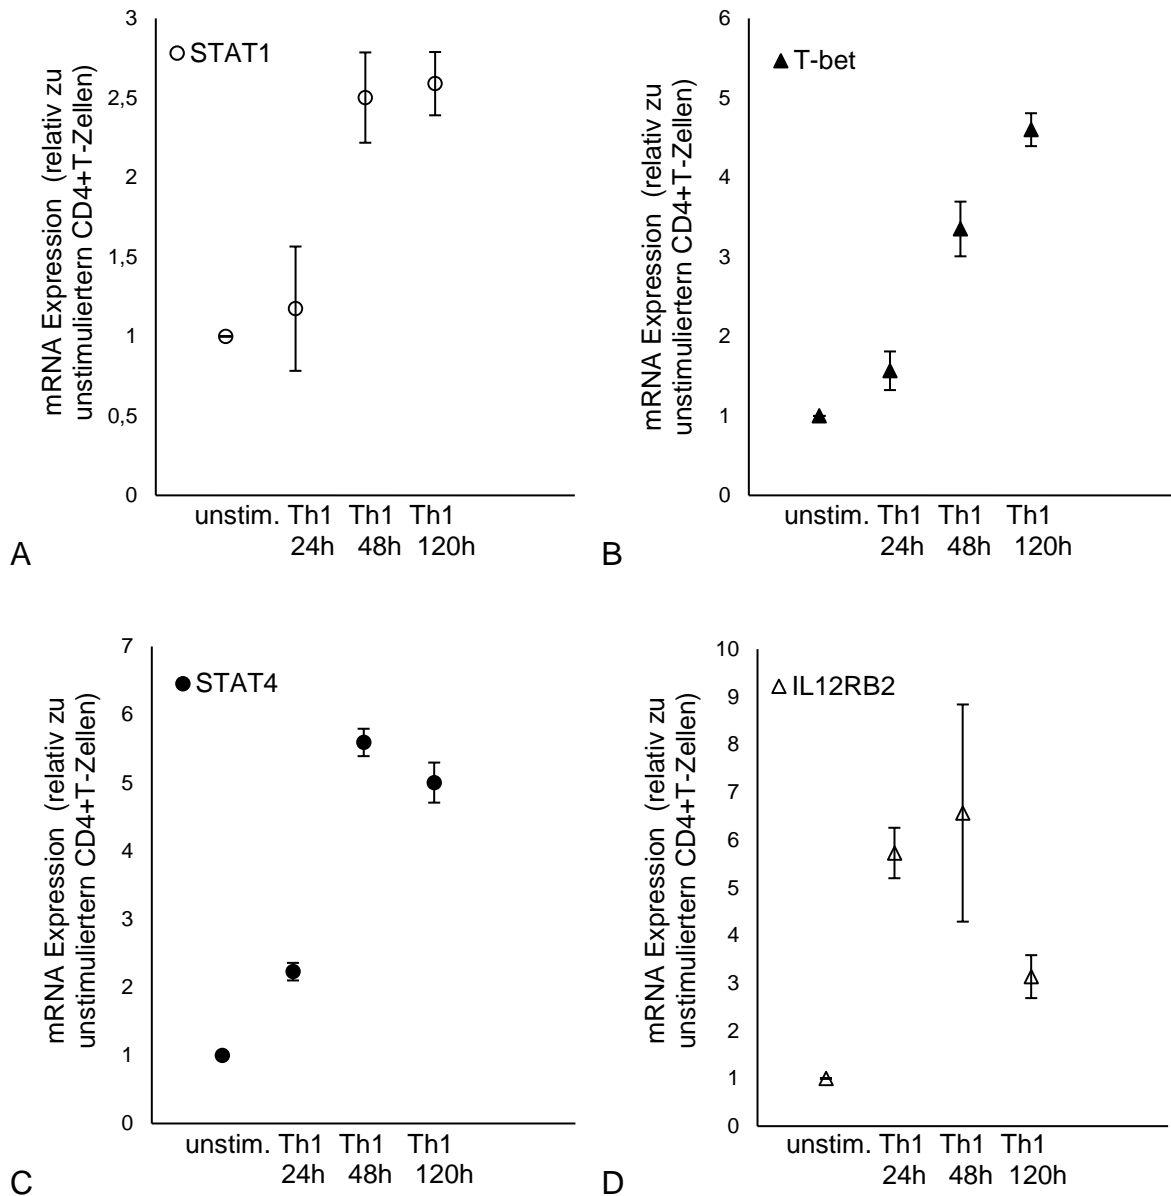 mRNA Expression (relativ zu
unstimuliertern CD4+T-Zellen)
3
2,5
2
1,5
1
0,5
0
STAT1
unstim. Th1 Th1 Th1
24h 48h 120h
A
mRNA Expression (relativ zu
unstimuliertern CD4+T-Zellen)
6
5
4
3
2
1
0
T-bet
unstim. Th1 Th1 Th1
24h 48h 120h
B
mRNA Expression (relativ zu
unstimuliertern CD4+T-Zellen)
7
6
5
4
3
2
1
0
STAT4
unstim. Th1 Th1 Th1
24h 48h 120h
C
mRNA Expression (relativ zu
unstimuliertern CD4+T-Zellen)
10
9
8
7
6
5
4
3
2
1
0
IL12RB2
unstim. Th1 Th1 Th1
24h 48h 120h
D